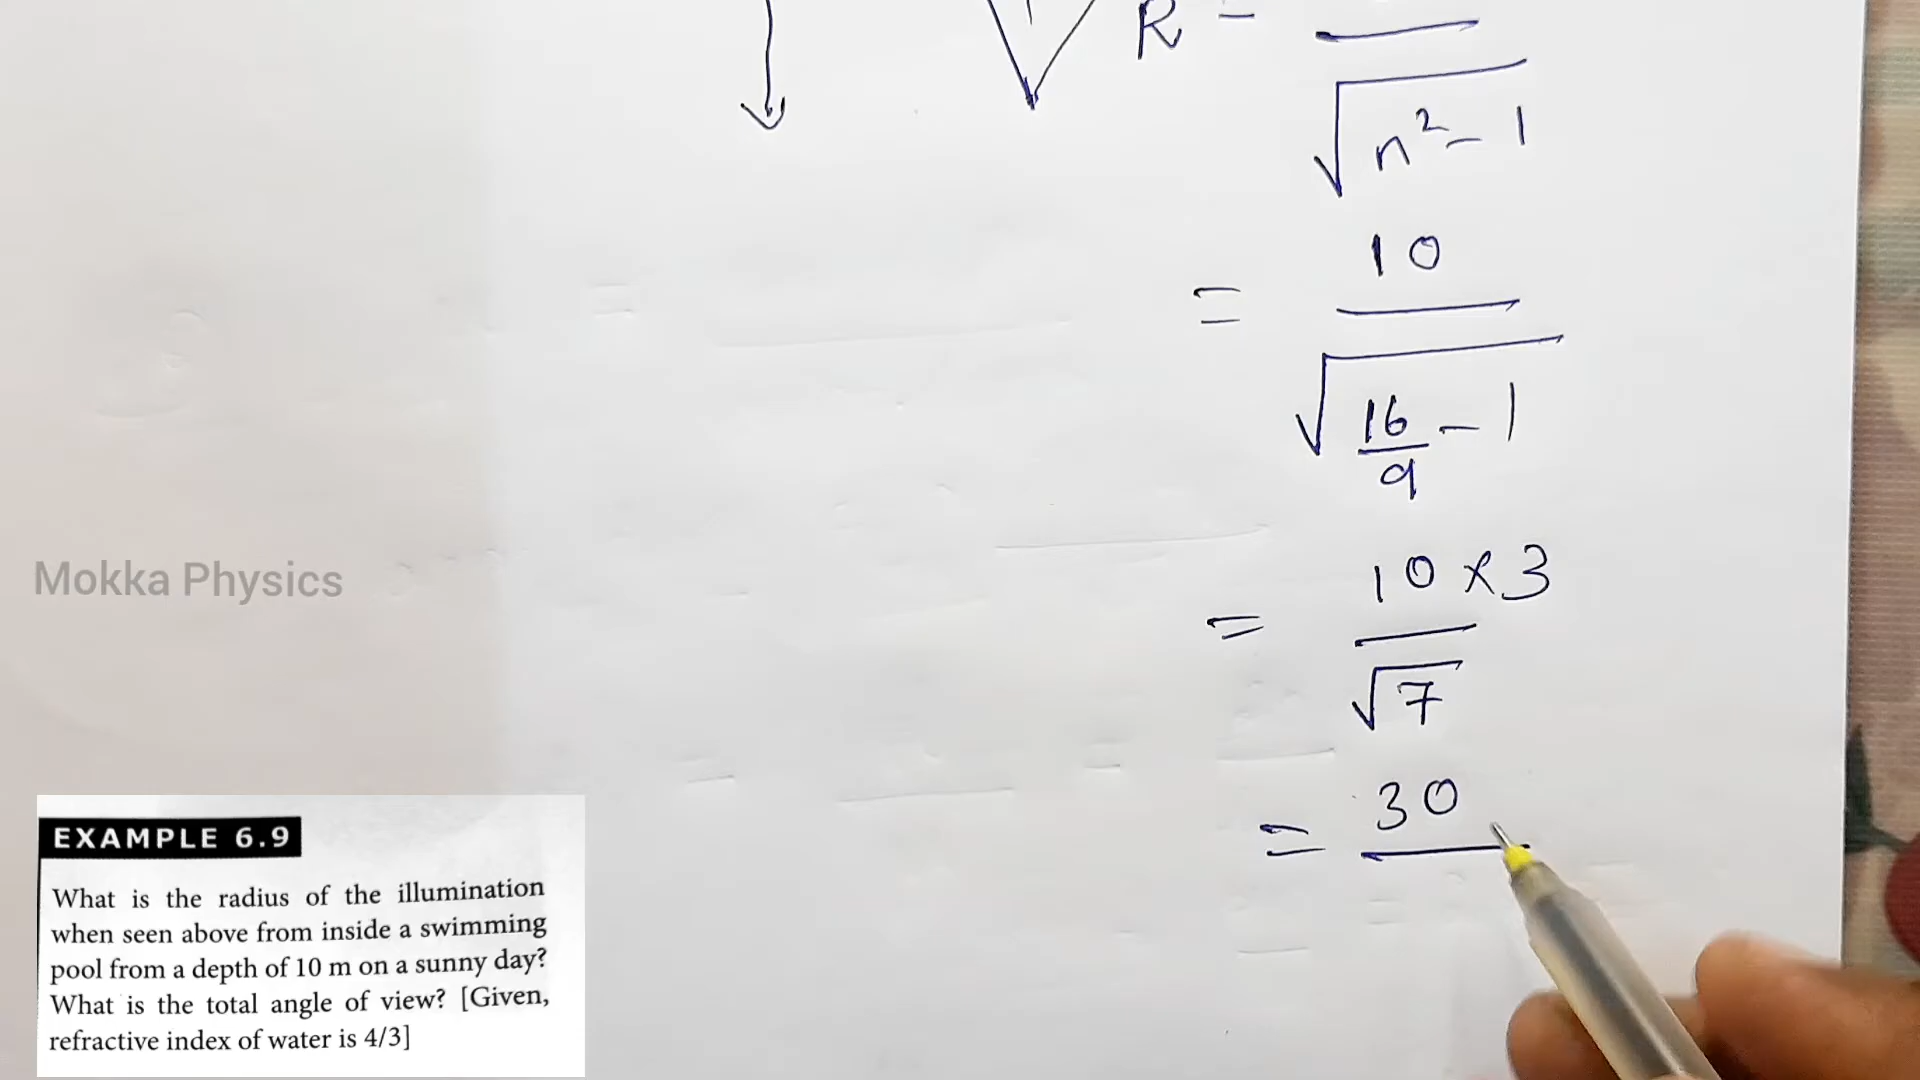 R =
√n² - 1
= 10
√16/9 - 1
= 10 × 3
√7
= 30
Mokka Physics
EXAMPLE 6.9
What is the radius of the illumination
when seen above from inside a swimming
pool from a depth of 10 m on a sunny day?
What is the total angle of view? [Given,
refractive index of water is 4/3]